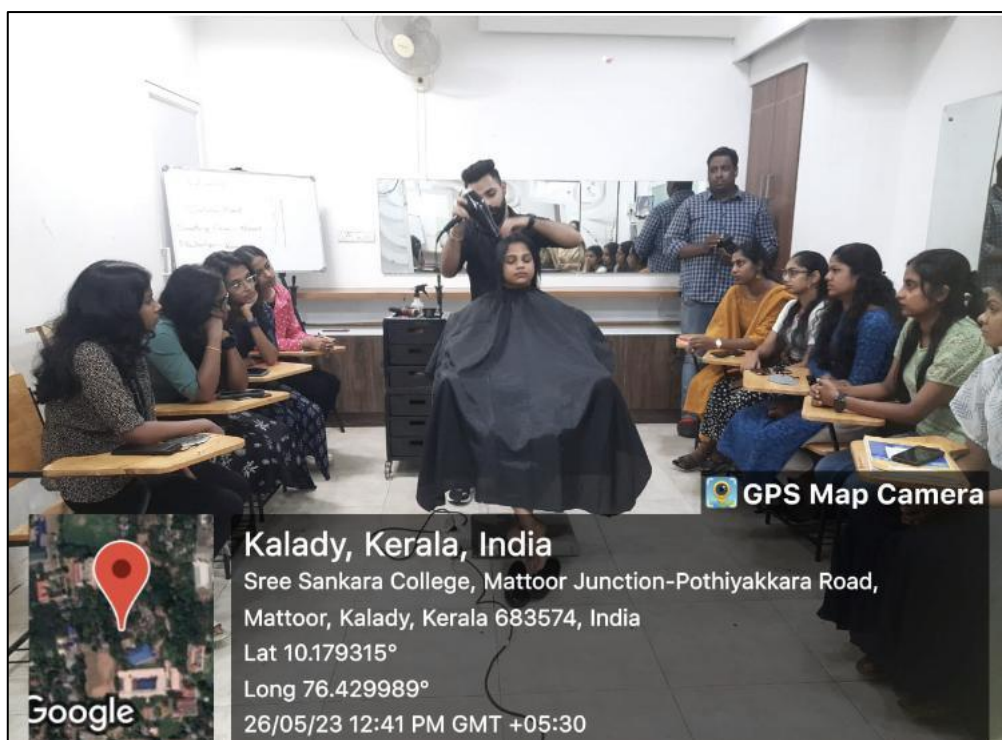 GPS Map Camera
Kalady, Kerala, India
Sree Sankara College, Mattoor Junction-Pothiyakkara Road,
Mattoor, Kalady, Kerala 683574, India
Lat 10.179315°
Long 76.429989°
26/05/23 12:41 PM GMT +05:30
Google